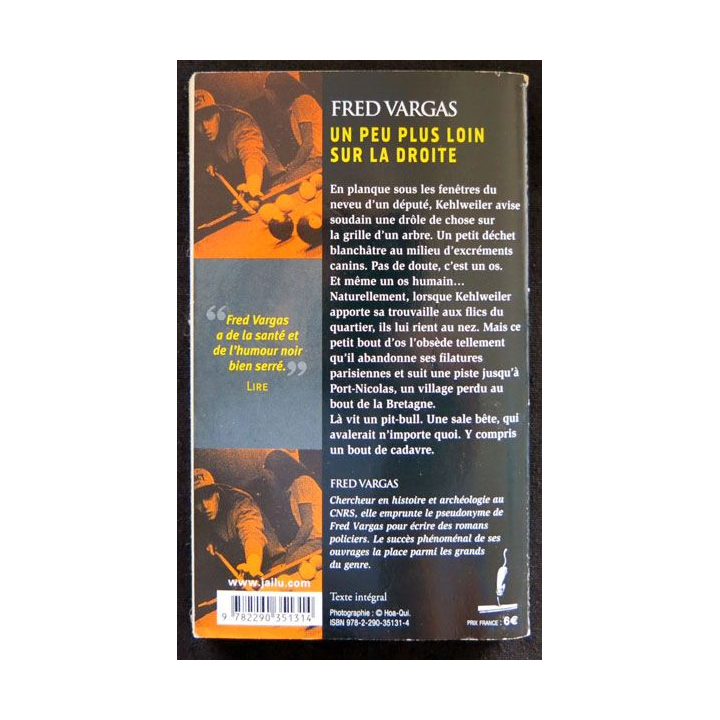 FRED VARGAS
UN PEU PLUS LOIN
SUR LA DROITE
En planque sous les fenêtres du
neveu d'un député, Kehlweiler avise
soudain une drôle de chose sur
la grille d'un arbre. Un petit déchet
blanchâtre au milieu d'excréments
canins. Pas de doute, c'est un os.
Et même un os humain…
Naturellement, lorsque Kehlweiler
apporte sa trouvaille aux flics du
quartier, ils lui rient au nez. Mais ce
petit bout d'os l'obsède tellement
qu'il abandonne ses filatures
parisiennes et suit une piste jusqu'à
Port-Nicolas, un village perdu au
bout de la Bretagne.
Là vit un pit-bull. Une sale bête, qui
avalerait n'importe quoi. Y compris
un bout de cadavre.
“Fred Vargas
a de la santé et
de l'humour noir
bien serré.”
LIRE
FRED VARGAS
Chercheur en histoire et archéologie au
CNRS, elle emprunte le pseudonyme de
Fred Vargas pour écrire des romans
policiers. Le succès phénoménal de ses
ouvrages la place parmi les grands
du genre.
www.jailu.com
9 782290 351314
Texte intégral
Photographie : © Hoa-Qui.
ISBN 978-2-290-35131-4
PRIX FRANCE : 6€